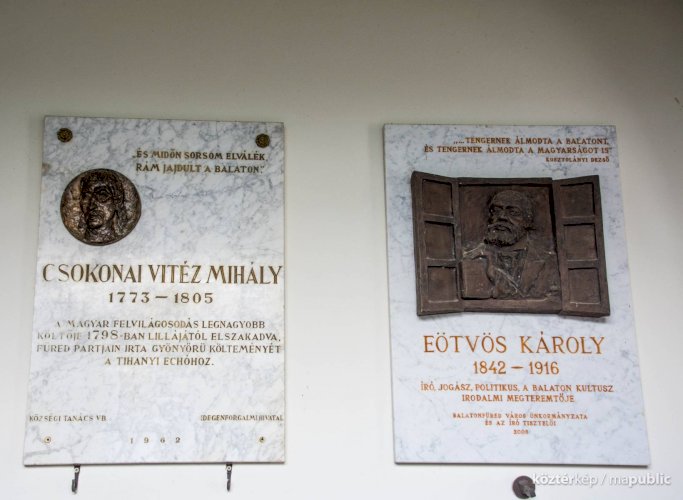 „ÉS MIDŐN SORSOM ELVÁLÉK,
RÁM JAJDULT A BALATON."
CSOKONAI VITÉZ MIHÁLY
1773 – 1805
A MAGYAR FELVILÁGOSODÁS LEGNAGYOBB
KÖLTŐJE 1798-BAN LILLÁJÁTÓL ELSZAKADVA,
FÜRED PARTJAIN IRTA GYÖNYÖRŰ KÖLTEMÉNYÉT
A TIHANYI ECHÓHOZ.
KÖZSÉGI TANÁCS VB. IDEGENFORGALMI HIVATAL
1962
„....TENGERNEK ÁLMODTA A BALATONT,
ÉS TENGERNEK ÁLMODTA A MAGYARSÁGOT IS"
KOSZTOLÁNYI DEZSŐ
EÖTVÖS KÁROLY
1842 – 1916
ÍRÓ, JOGÁSZ, POLITIKUS, A BALATON KULTUSZ
IRODALMI MEGTEREMTŐJE
BALATONFÜRED VÁROS ÖNKORMÁNYZATA
ÉS AZ ÍRÓ TISZTELŐI
köztérkép / mapublic